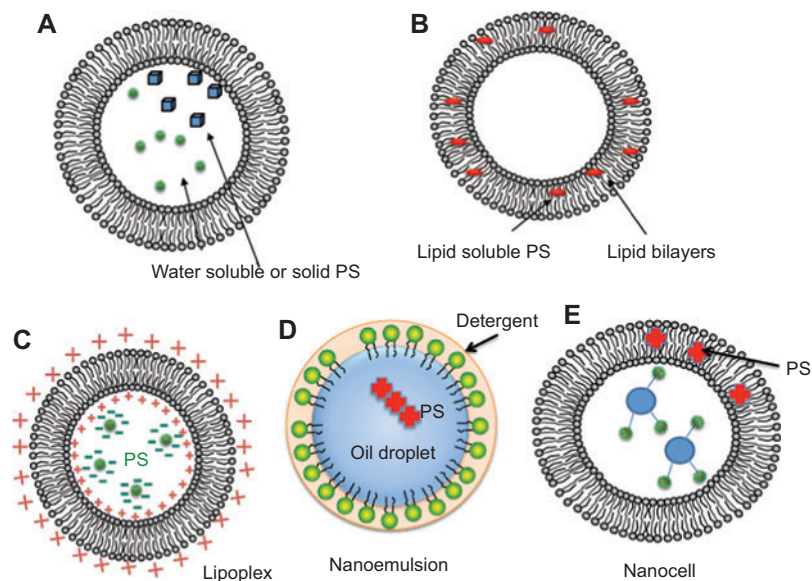 A
B
Water soluble or solid PS
Lipid soluble PS
Lipid bilayers
C
D
Detergent
E
PS
PS
PS
Oil droplet
Lipoplex
Nanoemulsion
Nanocell